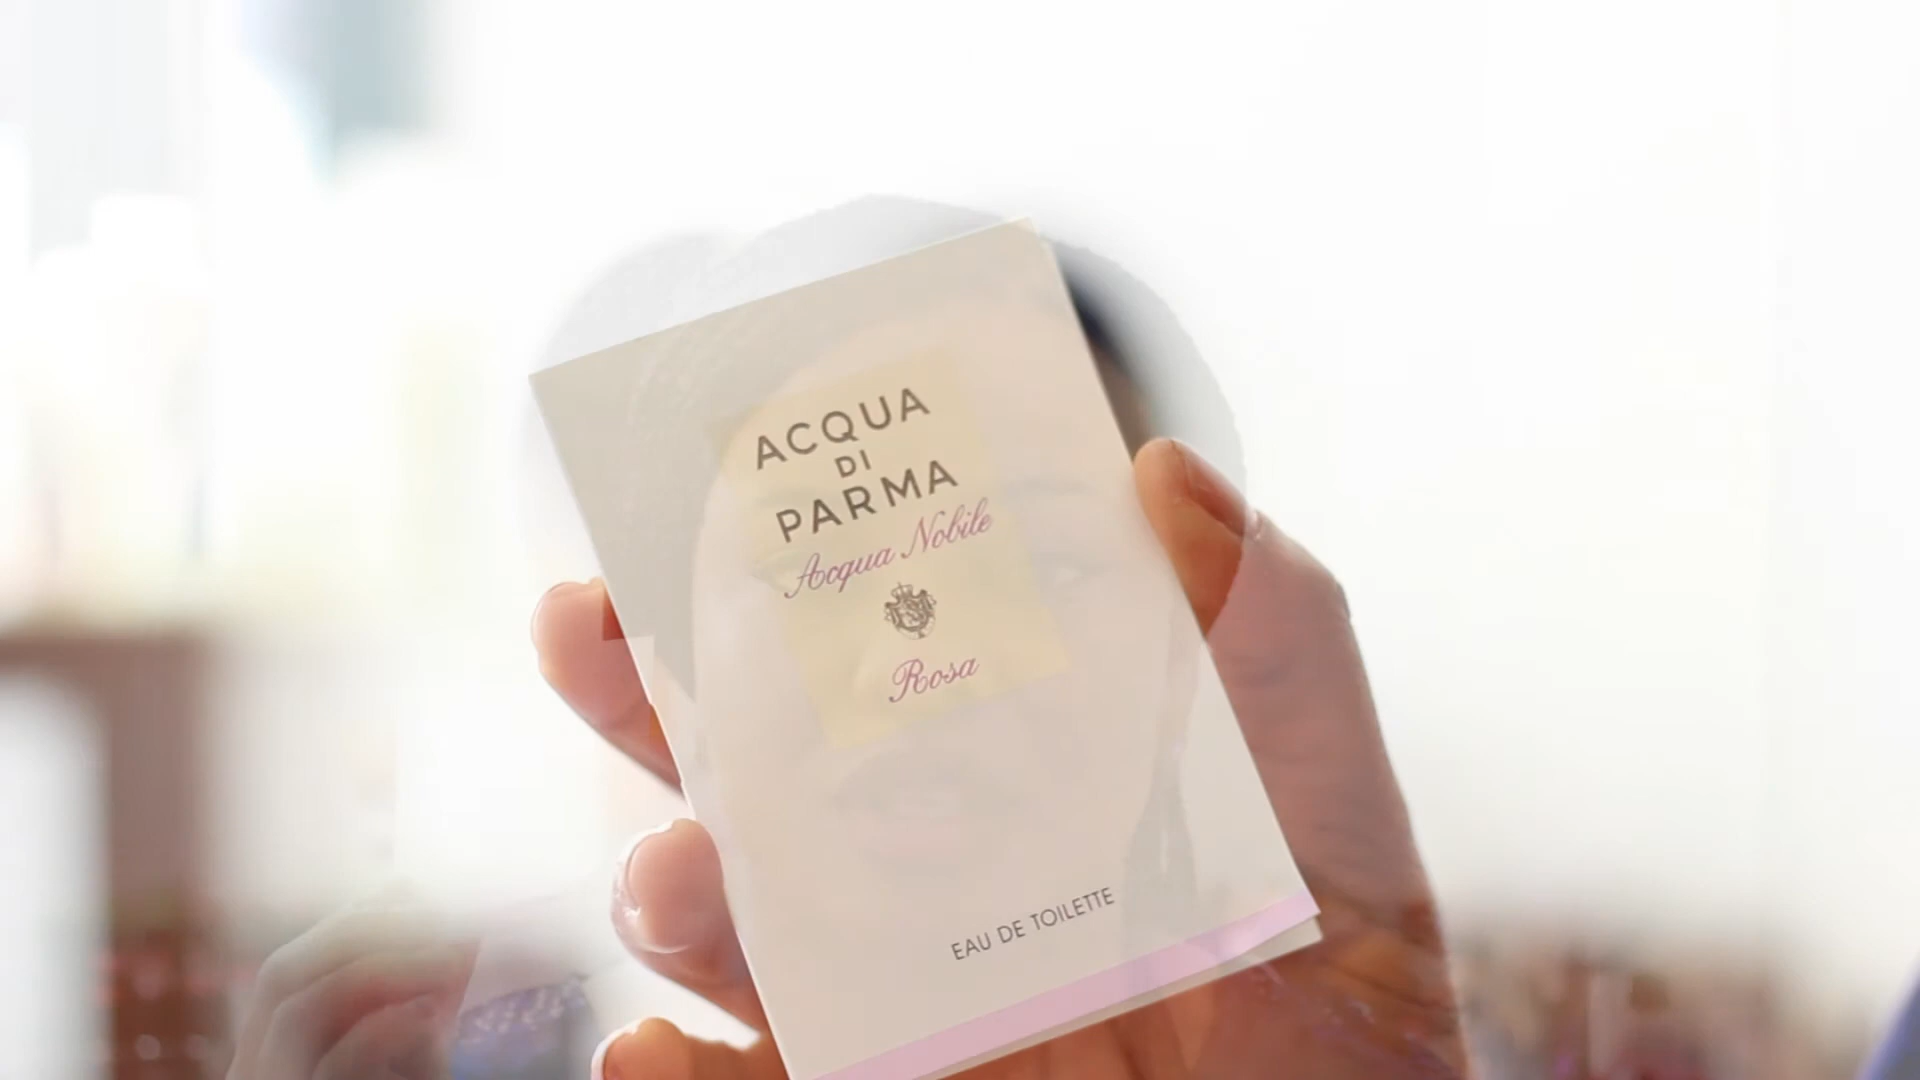 ACQUA
DI
PARMA
Acqua Nobile
Rosa
EAU DE TOILETTE